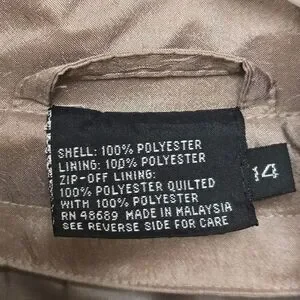 SHELL: 100% POLYESTER
LINING: 100% POLYESTER
ZIP-OFF LINING:
100% POLYESTER QUILTED
WITH 100% POLYESTER
RN 48689 MADE IN MALAYSIA
SEE REVERSE SIDE FOR CARE
14